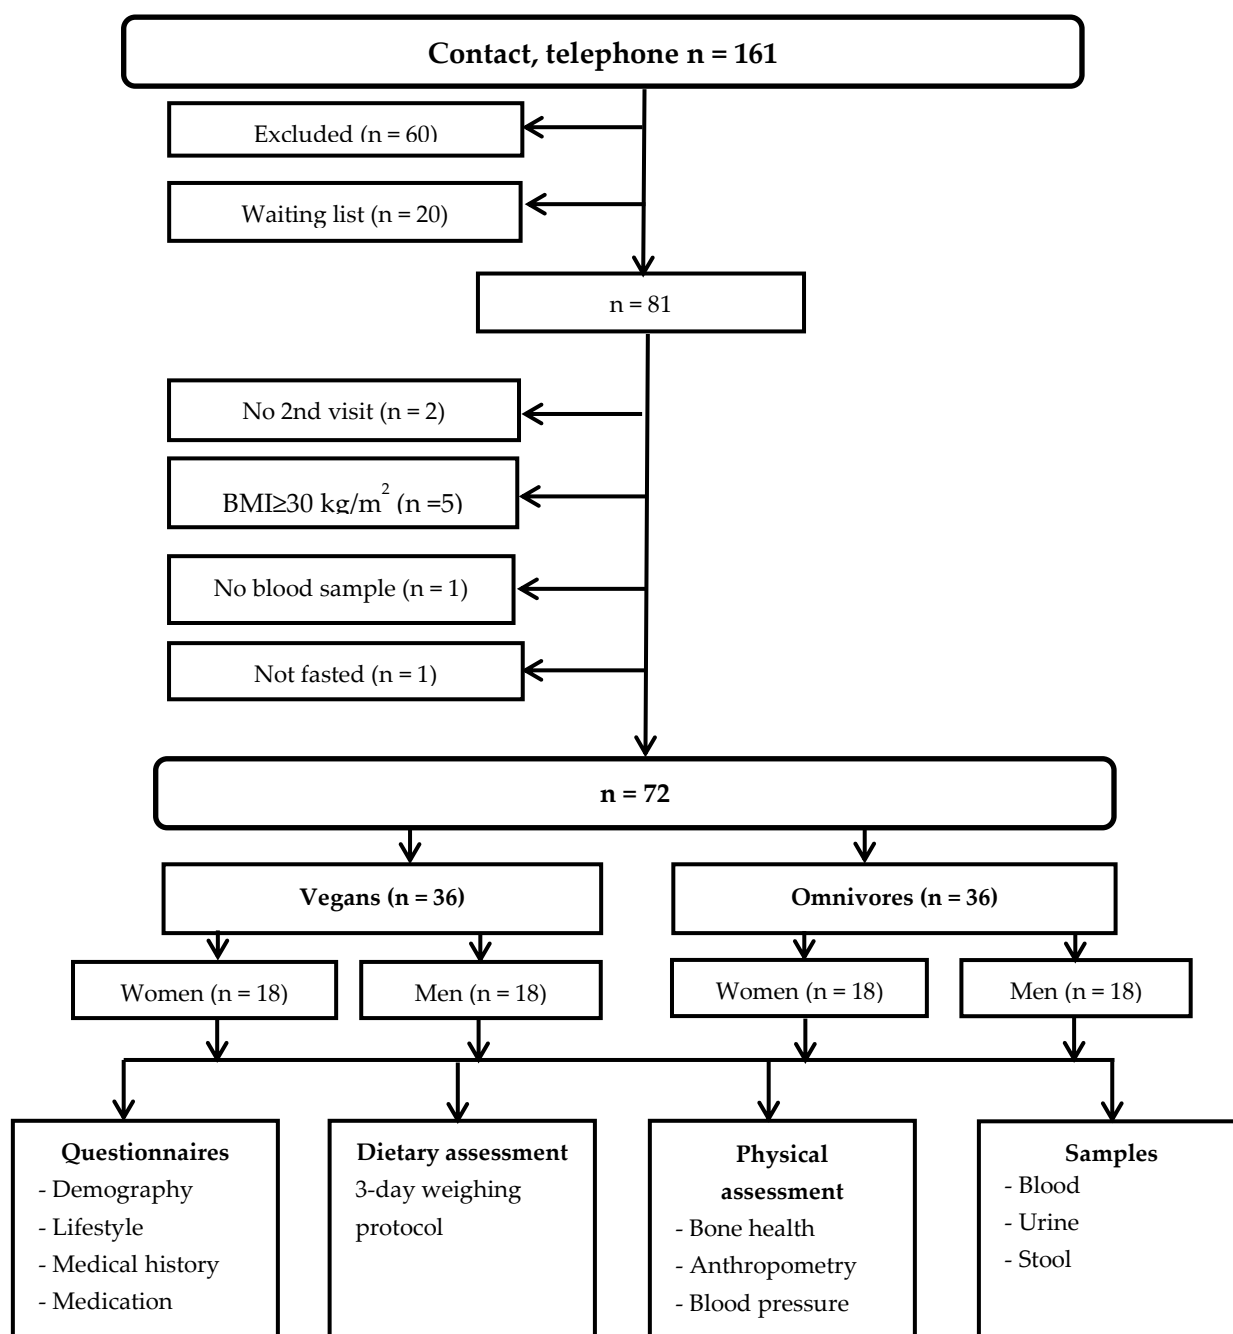 Contact, telephone n = 161
Excluded (n = 60)
Waiting list (n = 20)
n = 81
No 2nd visit (n = 2)
BMI≥30 kg/m² (n =5)
No blood sample (n = 1)
Not fasted (n = 1)
n = 72
Vegans (n = 36)
Omnivores (n = 36)
Women (n = 18)
Men (n = 18)
Women (n = 18)
Men (n = 18)
Questionnaires
- Demography
- Lifestyle
- Medical history
- Medication
Dietary assessment
3-day weighing
protocol
Physical
assessment
- Bone health
- Anthropometry
- Blood pressure
Samples
- Blood
- Urine
- Stool